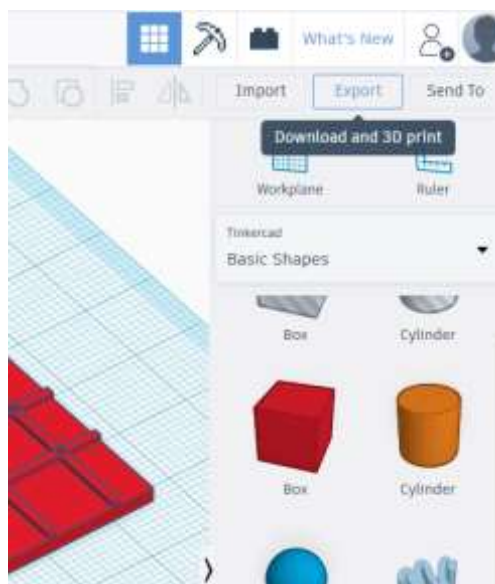 What's New
Import Export Send To
Download and 3D print
Workplane Ruler
Tinkercad
Basic Shapes
Box Cylinder
Box Cylinder